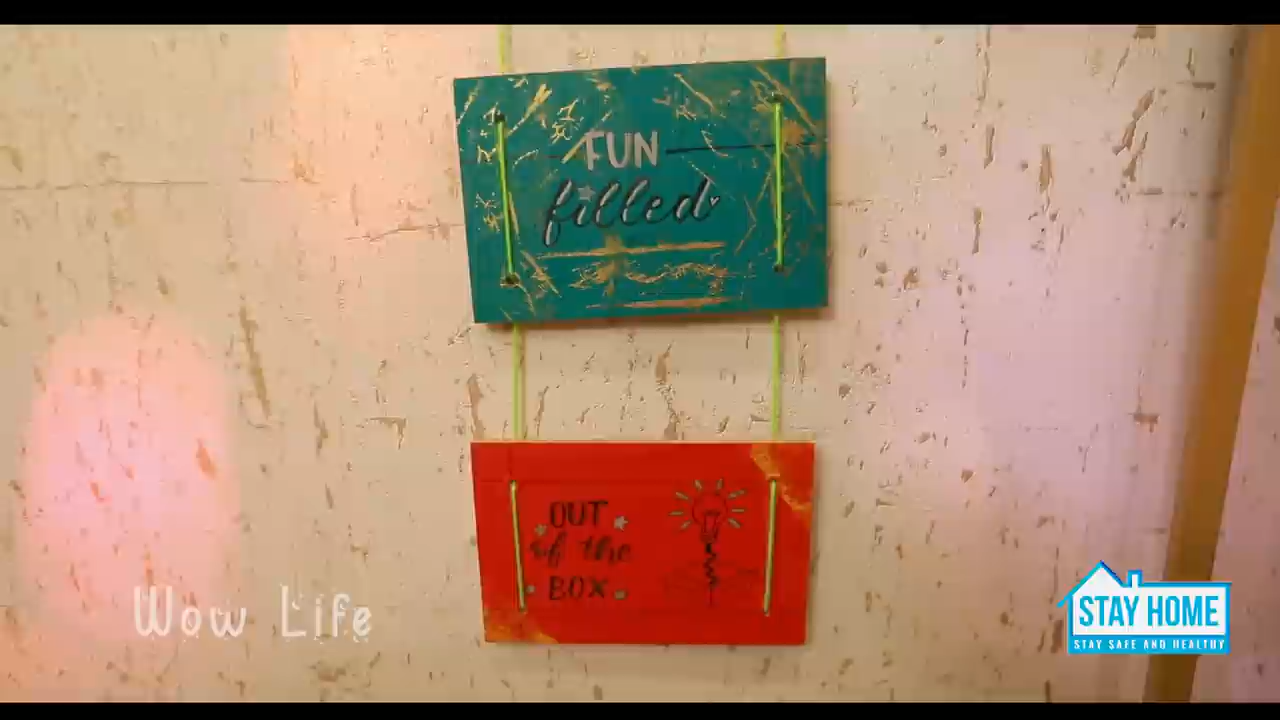 FUN
filled
OUT
of the
BOX
Wow Life
STAY HOME
STAY SAFE AND HEALTHY